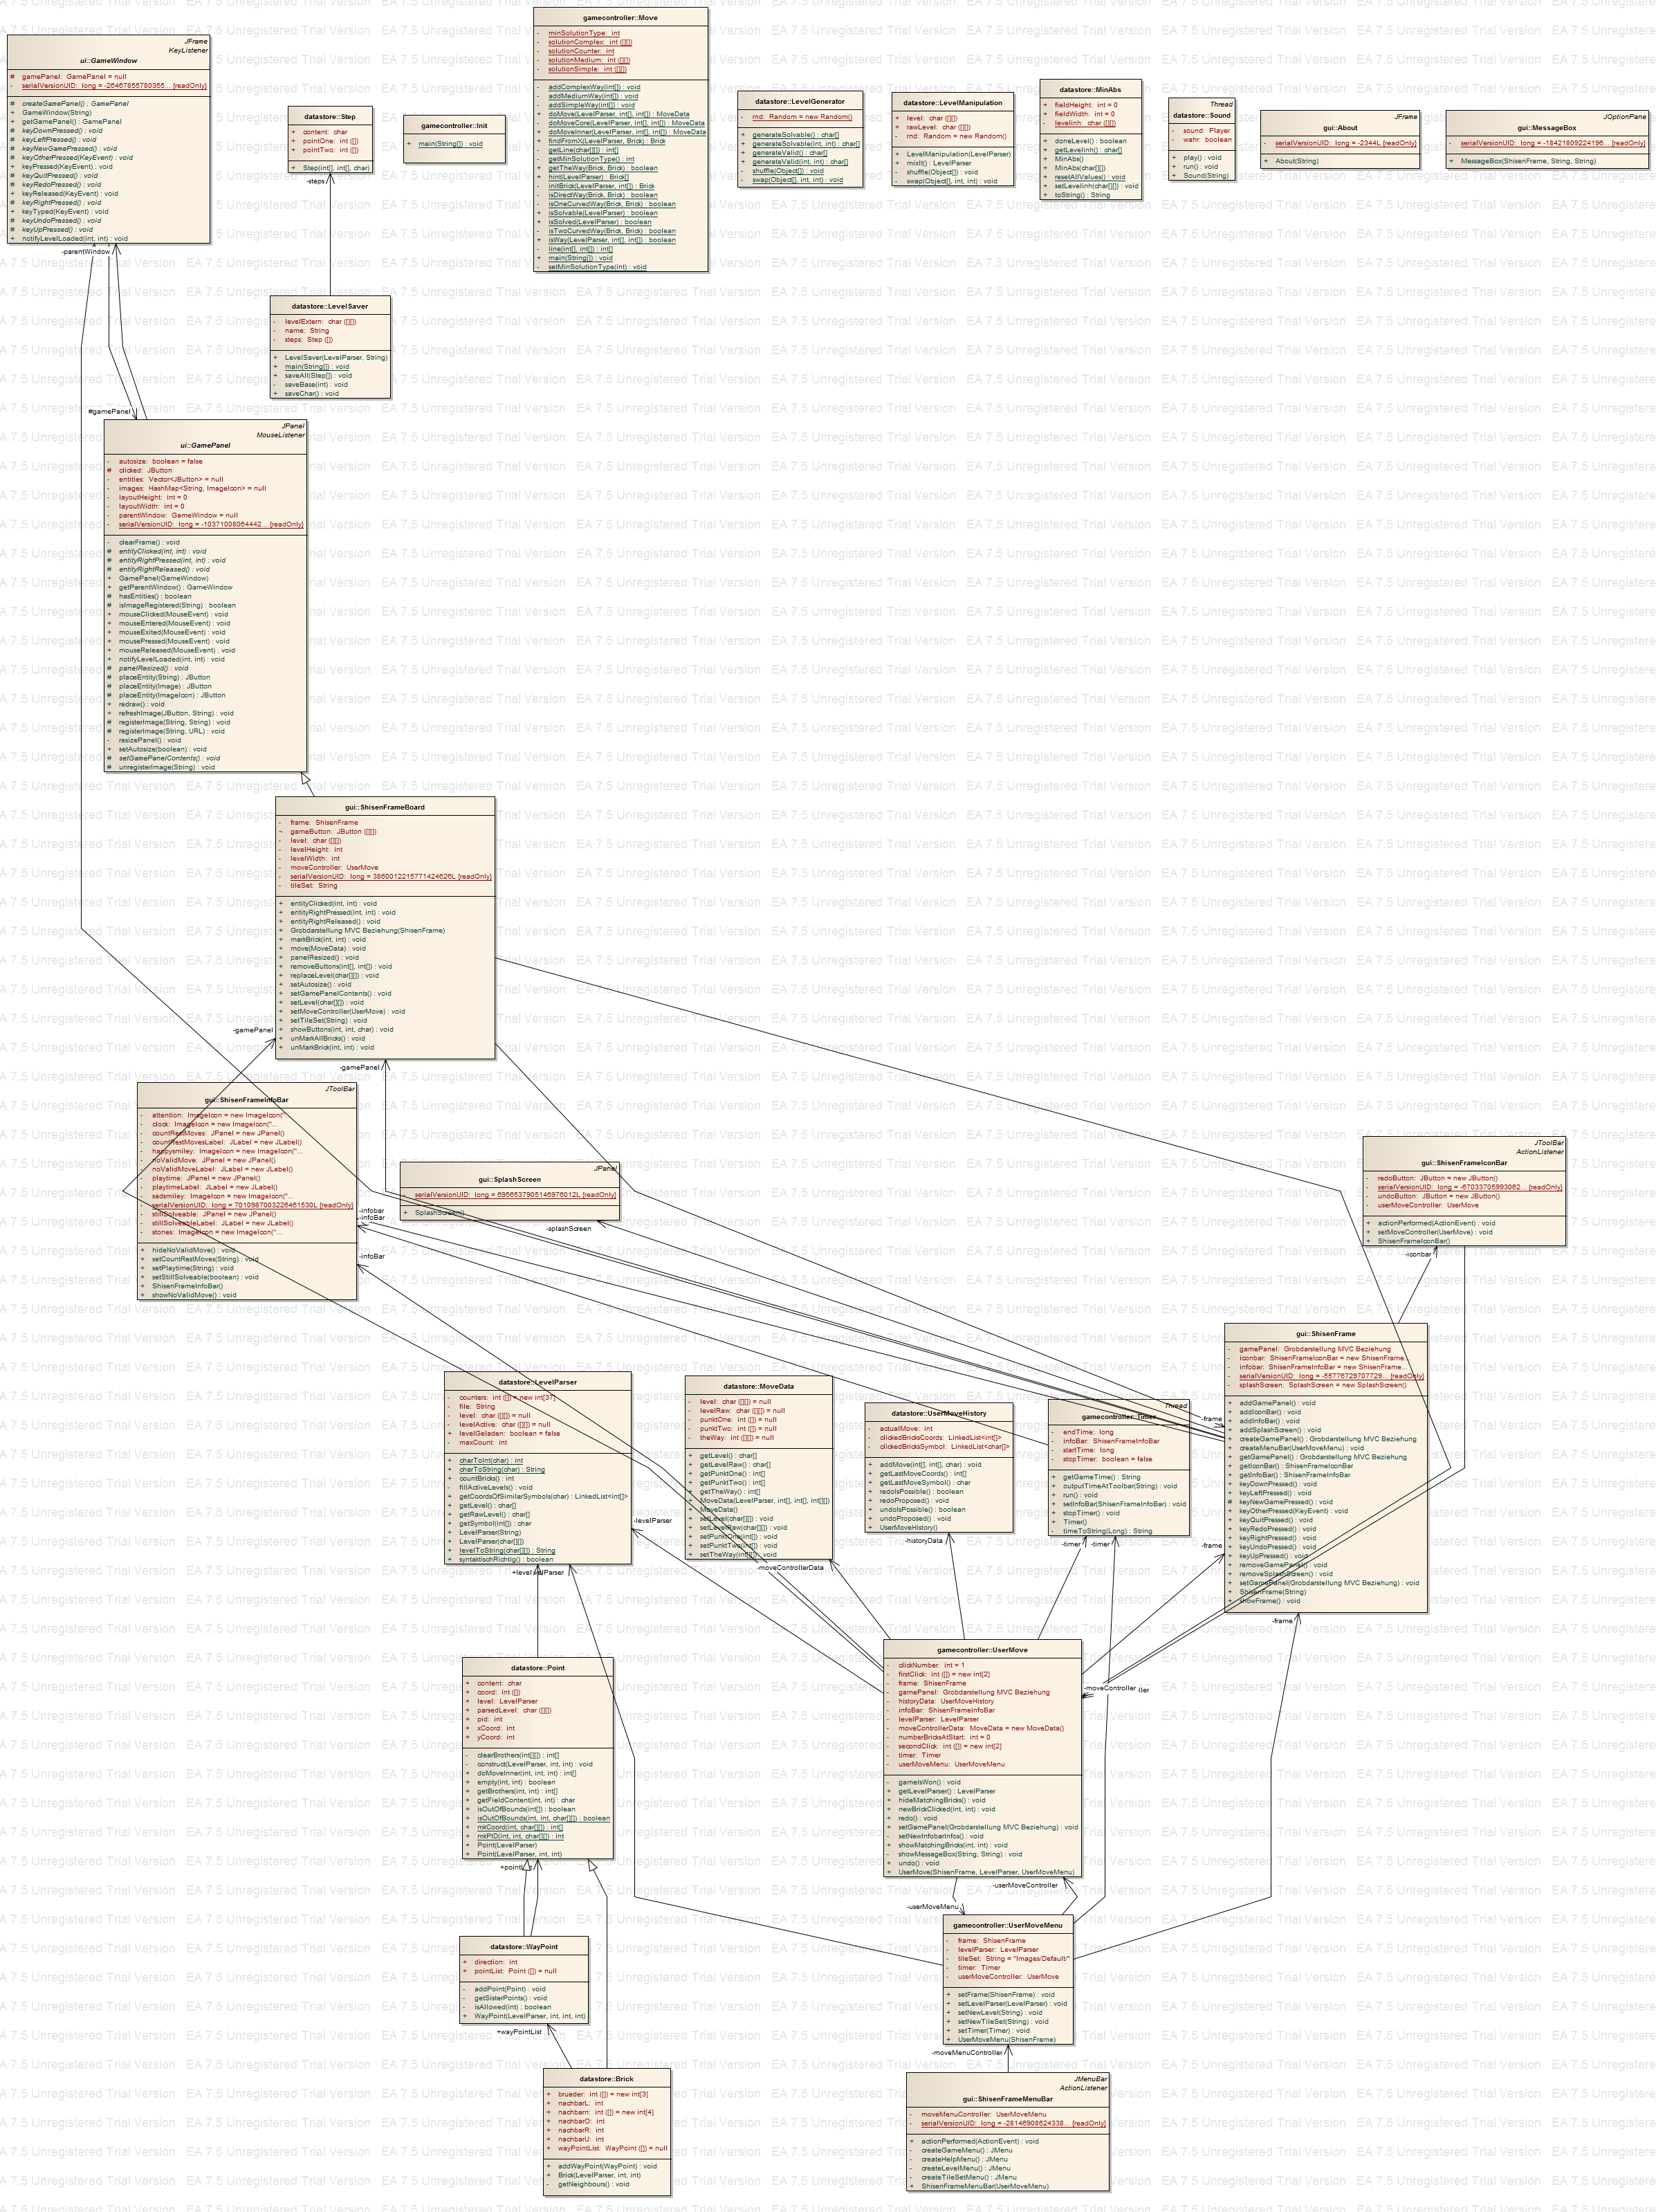 EA 7.5 Unregistered Trial Version
JFrame
KeyListener
ui::GameWindow
# gamePanel: GamePanel = null
- serialVersionUID: long = -26467855780355... {readOnly}
# createGamePanel() : GamePanel
+ GameWindow(String)
+ getGamePanel() : GamePanel
# keyDownPressed() : void
# keyLeftPressed() : void
# keyNewGamePressed() : void
# keyOtherPressed(KeyEvent) : void
+ keyPressed(KeyEvent) : void
# keyQuitPressed() : void
# keyRedoPressed() : void
# keyRightPressed() : void
+ keyReleased(KeyEvent) : void
+ keyTyped(KeyEvent) : void
# keyUndoPressed() : void
# keyUpPressed() : void
+ notifyLevelLoaded(int, int) : void
-parentWindow
datastore::Step
+ content: char
+ pointOne: int ([])
+ pointTwo: int ([])
+ Step(int[], int[], char)
-steps
gamecontroller::Init
+ main(String[]) : void
gamecontroller::Move
- minSolutionType: int
- solutionComplex: int ([][])
- solutionCounter: int
- solutionMedium: int ([][])
- solutionSimple: int ([][])
- addComplexWay(int[]) : void
- addMediumWay(int[]) : void
- addSimpleWay(int[]) : void
+ doMove(LevelParser, int[], int[]) : MoveData
- doMoveCore(LevelParser, int[], int[]) : MoveData
+ doMoveInner(LevelParser, int[], int[]) : MoveData
- findFromX(LevelParser, Brick) : Brick
- getLine(char[][]) : int[]
- getMinSolutionType() : int
- getTheWay(Brick, Brick) : boolean
+ hint(LevelParser) : Brick[]
- initBrick(LevelParser, int[]) : Brick
- isDirectWay(Brick, Brick) : boolean
- isOneCurvedWay(Brick, Brick) : boolean
+ isSolvable(LevelParser) : boolean
+ isSolved(LevelParser) : boolean
- isTwoCurvedWay(Brick, Brick) : boolean
+ isWay(LevelParser, int[], int[]) : boolean
- line(int[], int[]) : int[]
+ main(String[]) : void
- setMinSolutionType(int) : void
datastore::LevelGenerator
- rnd: Random = new Random()
+ generateSolvable() : char[]
+ generateSolvable(int, int) : char[]
+ generateValid() : char[]
+ generateValid(int, int) : char[]
- shuffle(Object[]) : void
- swap(Object[], int, int) : void
datastore::LevelManipulation
+ level: char ([][])
+ rawLevel: char ([][])
- rnd: Random = new Random()
+ LevelManipulation(LevelParser)
+ mixIt() : LevelParser
- shuffle(Object[]) : void
- swap(Object[], int, int) : void
datastore::MinAbs
+ fieldHeight: int = 0
+ fieldWidth: int = 0
- levelinh: char ([][])
+ doneLevel() : boolean
+ getLevelinh() : char[]
+ MinAbs()
+ MinAbs(char[][])
+ resetAllValues() : void
+ setLevelinh(char[][]) : void
+ toString() : String
Thread
datastore::Sound
- sound: Player
- wahr: boolean
+ play() : void
+ run() : void
+ Sound(String)
JFrame
gui::About
- serialVersionUID: long = -2344L {readOnly}
+ About(String)
JOptionPane
gui::MessageBox
- serialVersionUID: long = -18421809224196... {readOnly}
+ MessageBox(ShisenFrame, String, String)
datastore::LevelSaver
- levelExtern: char ([][])
- name: String
- steps: Step ([])
+ LevelSaver(LevelParser, String)
+ main(String[]) : void
+ saveAll(Step[]) : void
- saveBase(int) : void
+ saveChar() : void
#gamePanel
JPanel
MouseListener
ui::GamePanel
- autosize: boolean = false
# clicked: JButton
- entities: Vector<JButton> = null
- images: HashMap<String, ImageIcon> = null
- layoutHeight: int = 0
- layoutWidth: int = 0
- parentWindow: GameWindow = null
- serialVersionUID: long = -10371008064442... {readOnly}
- clearFrame() : void
# entityClicked(int, int) : void
# entityRightPressed(int, int) : void
# entityRightReleased() : void
+ GamePanel(GameWindow)
+ getParentWindow() : GameWindow
# hasEntities() : boolean
# isImageRegistered(String) : boolean
+ mouseClicked(MouseEvent) : void
+ mouseEntered(MouseEvent) : void
+ mouseExited(MouseEvent) : void
+ mousePressed(MouseEvent) : void
+ mouseReleased(MouseEvent) : void
+ notifyLevelLoaded(int, int) : void
# panelResized() : void
# placeEntity(String) : JButton
# placeEntity(Image) : JButton
# placeEntity(ImageIcon) : JButton
+ redraw() : void
+ refreshImage(JButton, String) : void
# registerImage(String, String) : void
# registerImage(String, URL) : void
- resizePanel() : void
+ setAutosize(boolean) : void
# setGamePanelContents() : void
# unregisterImage(String) : void
gui::ShisenFrameBoard
- frame: ShisenFrame
~ gameButton: JButton ([][])
- level: char ([][])
- levelHeight: int
- levelWidth: int
- moveController: UserMove
- serialVersionUID: long = 3860012215771424626L {readOnly}
- tileSet: String
+ entityClicked(int, int) : void
+ entityRightPressed(int, int) : void
+ entityRightReleased() : void
+ Grobdarstellung MVC Beziehung(ShisenFrame)
+ markBrick(int, int) : void
+ move(MoveData) : void
+ panelResized() : void
+ removeButtons(int[], int[]) : void
+ replaceLevel(char[][]) : void
+ setAutosize() : void
+ setGamePanelContents() : void
+ setLevel(char[][]) : void
+ setMoveController(UserMove) : void
+ setTileSet(String) : void
+ showButtons(int, int, char) : void
+ unMarkAllBricks() : void
+ unMarkBrick(int, int) : void
-gamePanel
-gamePanel
JToolBar
gui::ShisenFrameInfoBar
- attention: ImageIcon = new ImageIcon("...
- clock: ImageIcon = new ImageIcon("...
- countRestMoves: JPanel = new JPanel()
- countRestMovesLabel: JLabel = new JLabel()
- happysmiley: ImageIcon = new ImageIcon("...
- noValidMove: JPanel = new JPanel()
- noValidMoveLabel: JLabel = new JLabel()
- playtime: JPanel = new JPanel()
- playtimeLabel: JLabel = new JLabel()
- sadsmiley: ImageIcon = new ImageIcon("...
- serialVersionUID: long = 7010987003226461530L {readOnly}
- stillSolveable: JPanel = new JPanel()
- stillSolveableLabel: JLabel = new JLabel()
- stones: ImageIcon = new ImageIcon("...
+ hideNoValidMove() : void
+ setCountRestMoves(String) : void
+ setPlaytime(String) : void
+ setStillSolveable(boolean) : void
+ ShisenFrameInfoBar()
+ showNoValidMove() : void
-infobar
-infoBar
-infoBar
JPanel
gui::SplashScreen
- serialVersionUID: long = 6956537905146976012L {readOnly}
+ SplashScreen()
-splashScreen
JToolBar
ActionListener
gui::ShisenFrameIconBar
- redoButton: JButton = new JButton()
- serialVersionUID: long = -67033705993062... {readOnly}
- undoButton: JButton = new JButton()
- userMoveController: UserMove
+ actionPerformed(ActionEvent) : void
+ setMoveController(UserMove) : void
+ ShisenFrameIconBar()
-iconbar
gui::ShisenFrame
- gamePanel: Grobdarstellung MVC Beziehung
- iconbar: ShisenFrameIconBar = new ShisenFrame...
- infobar: ShisenFrameInfoBar = new ShisenFrame...
- serialVersionUID: long = -55776729707729... {readOnly}
- splashScreen: SplashScreen = new SplashScreen()
+ addGamePanel() : void
+ addIconBar() : void
+ addInfoBar() : void
+ addSplashScreen() : void
+ createGamePanel() : Grobdarstellung MVC Beziehung
+ createMenuBar(UserMoveMenu) : void
+ getGamePanel() : Grobdarstellung MVC Beziehung
+ getIconBar() : ShisenFrameIconBar
+ getInfoBar() : ShisenFrameInfoBar
+ keyDownPressed() : void
+ keyLeftPressed() : void
# keyNewGamePressed() : void
+ keyOtherPressed(KeyEvent) : void
+ keyQuitPressed() : void
+ keyRedoPressed() : void
+ keyRightPressed() : void
+ keyUndoPressed() : void
+ keyUpPressed() : void
+ removeGamePanel() : void
+ removeSplashScreen() : void
+ setGamePanel(Grobdarstellung MVC Beziehung) : void
+ ShisenFrame(String)
+ showFrame() : void
-frame
-frame
-frame
datastore::LevelParser
- counters: int ([]) = new int[37]
- file: String
- level: char ([][]) = null
- levelActive: char ([][]) = null
+ levelGeladen: boolean = false
- maxCount: int
+ charToInt(char) : int
+ charToString(char) : String
+ countBricks() : int
- fillActiveLevels() : void
+ getCoordsOfSimilarSymbols(char) : LinkedList<int[]>
+ getLevel() : char[]
+ getRawLevel() : char[]
+ getSymbol(int[]) : char
+ LevelParser(String)
+ LevelParser(char[][])
+ levelToString(char[][]) : String
+ syntaktischRichtig() : boolean
-levelParser
datastore::MoveData
- level: char ([][]) = null
- levelRaw: char ([][]) = null
- punktOne: int ([]) = null
- punktTwo: int ([]) = null
- theWay: int ([][]) = null
+ getLevel() : char[]
+ getLevelRaw() : char[]
+ getPunktOne() : int[]
+ getPunktTwo() : int[]
+ getTheWay() : int[]
+ MoveData(LevelParser, int[], int[], int[][])
+ MoveData()
+ setLevel(char[][]) : void
+ setLevelRaw(char[][]) : void
+ setPunktOne(int[]) : void
+ setPunktTwo(int[]) : void
+ setTheWay(int[][]) : void
-moveControllerData
datastore::UserMoveHistory
- actualMove: int
- clickedBricksCoords: LinkedList<int[]>
- clickedBricksSymbol: LinkedList<char[]>
+ addMove(int[], int[], char) : void
+ getLastMoveCoords() : int[]
+ getLastMoveSymbol() : char
+ redoIsPossible() : boolean
+ redoProposed() : void
+ undoIsPossible() : boolean
+ undoProposed() : void
+ UserMoveHistory()
-historyData
Thread
gamecontroller::Timer
- endTime: long
- infoBar: ShisenFrameInfoBar
- startTime: long
- stopTimer: boolean = false
+ getGameTime() : String
+ outputTimeAtToolbar(String) : void
+ run() : void
+ setInfoBar(ShisenFrameInfoBar) : void
+ stopTimer() : void
+ Timer()
- timeToString(Long) : String
-timer
-timer
datastore::Point
+ content: char
+ coord: int ([])
+ level: LevelParser
+ parsedLevel: char ([][])
+ pid: int
+ xCoord: int
+ yCoord: int
- clearBrothers(int[][]) : int[]
- construct(LevelParser, int, int) : void
+ doMoveInner(int, int, int) : int[]
+ empty(int, int) : boolean
+ getBrothers(int, int) : int[]
+ getFieldContent(int, int) : char
+ isOutOfBounds(int[]) : boolean
+ isOutOfBounds(int, int, char[][]) : boolean
+ mkCoord(int, char[][]) : int[]
+ mkPID(int, int, char[][]) : int
+ Point(LevelParser)
+ Point(LevelParser, int, int)
gamecontroller::UserMove
- clickNumber: int = 1
- firstClick: int ([]) = new int[2]
- frame: ShisenFrame
- gamePanel: Grobdarstellung MVC Beziehung
- historyData: UserMoveHistory
- infoBar: ShisenFrameInfoBar
- levelParser: LevelParser
- moveControllerData: MoveData = new MoveData()
- numberBricksAtStart: int = 0
- secondClick: int ([]) = new int[2]
- timer: Timer
- userMoveMenu: UserMoveMenu
- gameIsWon() : void
+ getLevelParser() : LevelParser
+ hideMatchingBricks() : void
+ newBrickClicked(int, int) : void
+ redo() : void
+ setGamePanel(Grobdarstellung MVC Beziehung) : void
- setNewInfobarInfos() : void
+ showMatchingBricks(int, int) : void
- showMessageBox(String, String) : void
+ undo() : void
+ UserMove(ShisenFrame, LevelParser, UserMoveMenu)
-moveController
-userMoveController
-userMoveMenu
gamecontroller::UserMoveMenu
- frame: ShisenFrame
- levelParser: LevelParser
- tileSet: String = "Images/Default/"
- timer: Timer
- userMoveController: UserMove
+ setFrame(ShisenFrame) : void
+ setLevelParser(LevelParser) : void
+ setNewLevel(String) : void
+ setNewTileSet(String) : void
+ setTimer(Timer) : void
+ UserMoveMenu(ShisenFrame)
-moveMenuController
datastore::WayPoint
+ direction: int
+ pointList: Point ([]) = null
- addPoint(Point) : void
- getSisterPoints() : void
- isAllowed(int) : boolean
+ WayPoint(LevelParser, int, int, int)
+wayPointList
datastore::Brick
+ brueder: int ([]) = new int[3]
+ nachbarL: int
+ nachbarn: int ([]) = new int[4]
+ nachbarO: int
+ nachbarR: int
+ nachbarU: int
+ wayPointList: WayPoint ([]) = null
+ addWayPoint(WayPoint) : void
+ Brick(LevelParser, int, int)
- getNeighbours() : void
JMenuBar
ActionListener
gui::ShisenFrameMenuBar
- moveMenuController: UserMoveMenu
- serialVersionUID: long = -28146908624338... {readOnly}
+ actionPerformed(ActionEvent) : void
- createGameMenu() : JMenu
- createHelpMenu() : JMenu
- createLevelMenu() : JMenu
- createTileSetMenu() : JMenu
+ ShisenFrameMenuBar(UserMoveMenu)